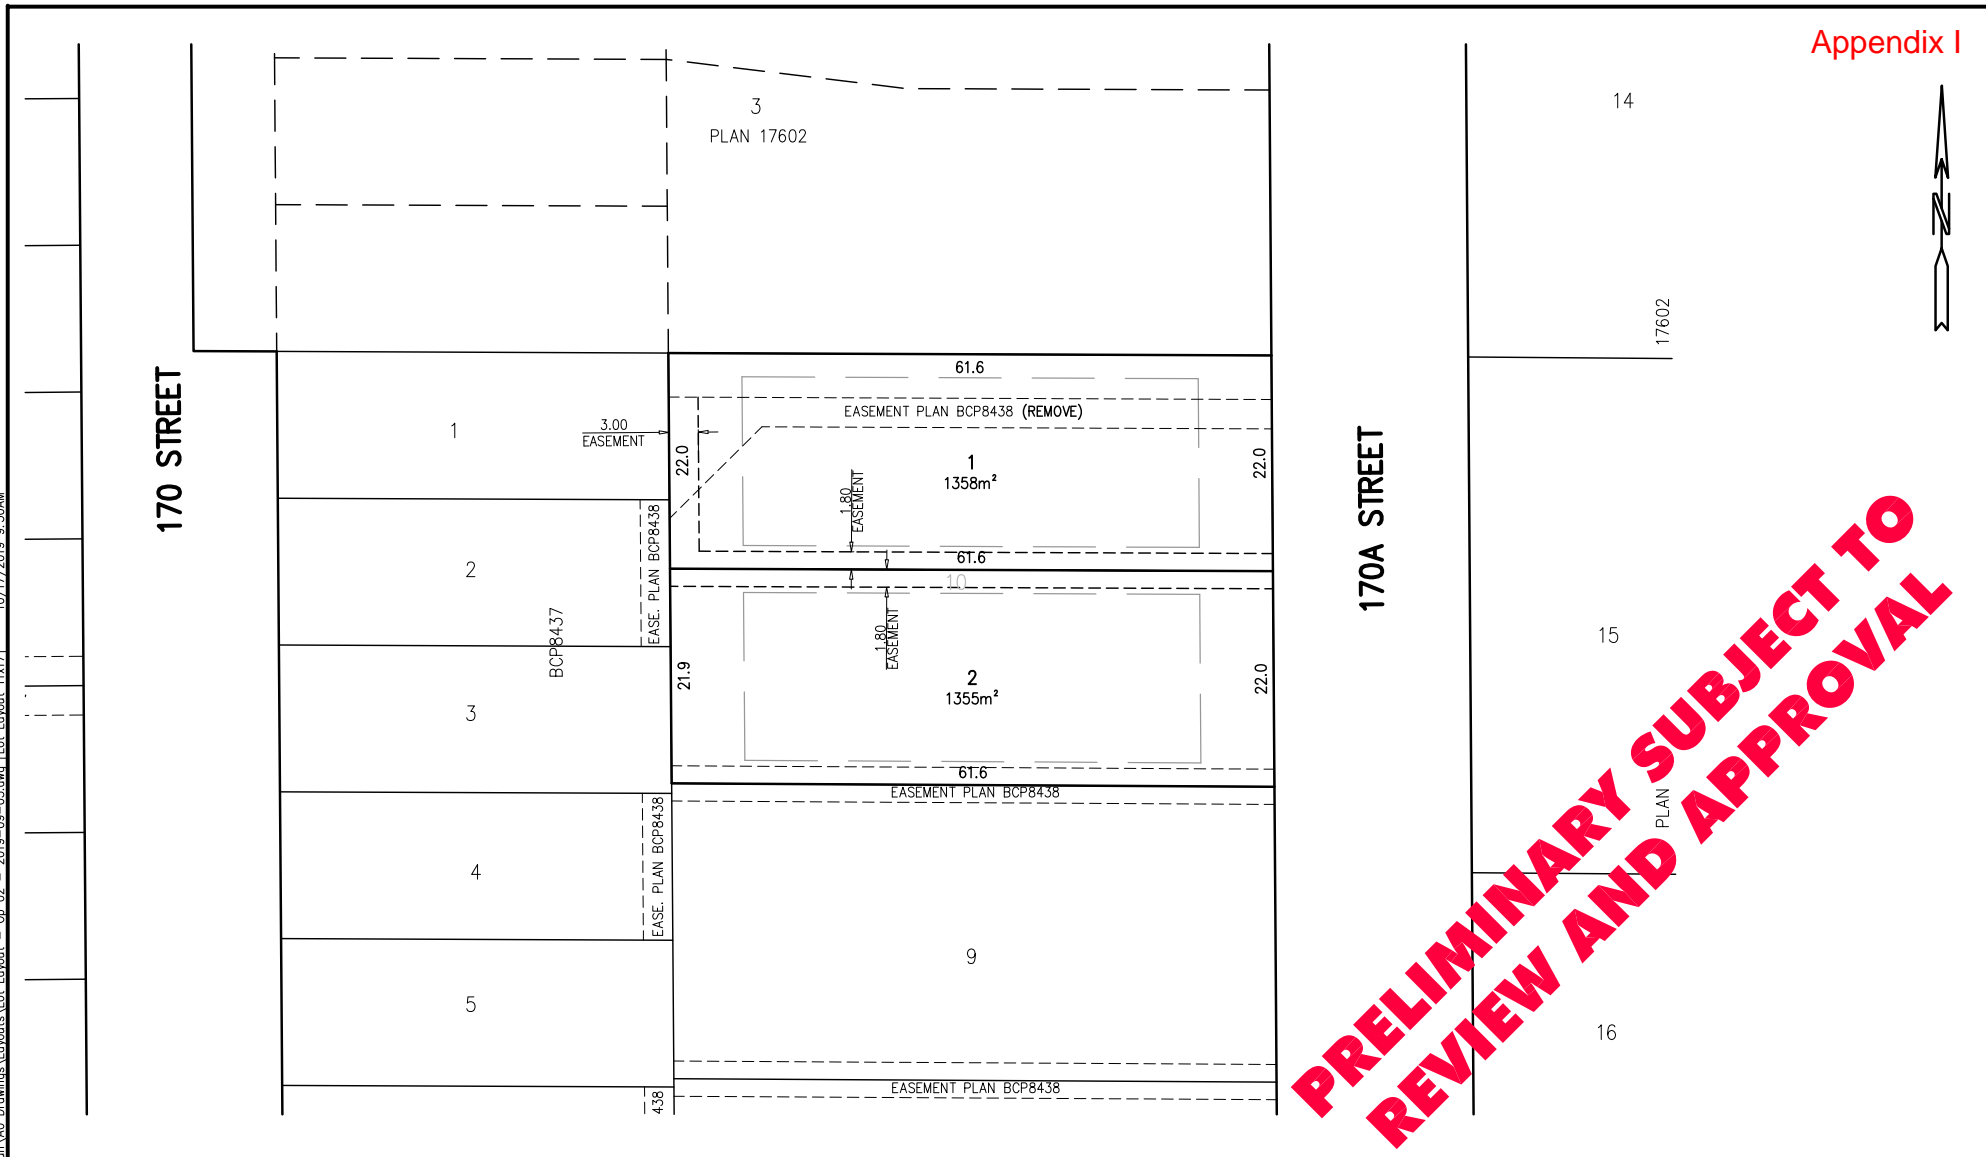 Appendix I
3
PLAN 17602
14
N
17602
170 STREET
170A STREET
61.6
EASEMENT PLAN BCP8438 (REMOVE)
1
3.00
EASEMENT
22.0
1
1358m²
22.0
1.80
EASEMENT
EASE. PLAN BCP8438
2
61.6
10
BCP8437
1.80
EASEMENT
15
21.9
2
1355m²
22.0
3
61.6
EASEMENT PLAN BCP8438
PLAN
4
EASE. PLAN BCP8438
9
5
16
EASEMENT PLAN BCP8438
438
PRELIMINARY SUBJECT TO
REVIEW AND APPROVAL